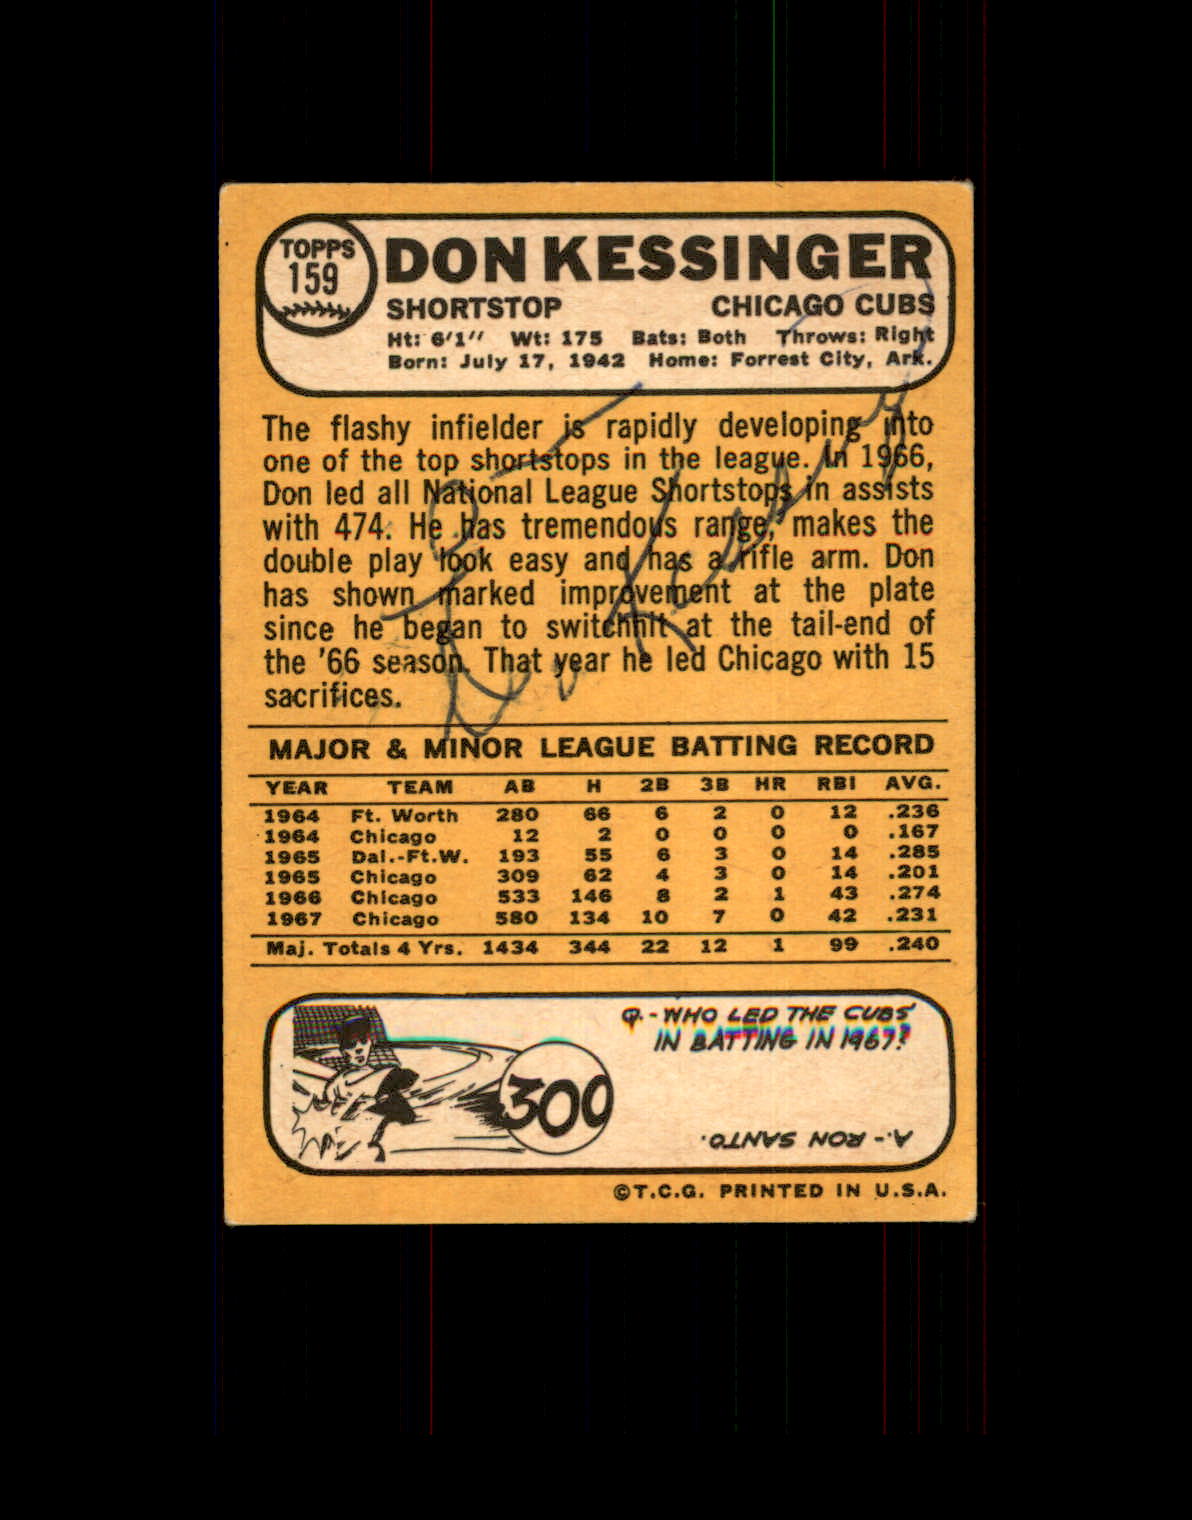 TOPPS
159
DON KESSINGER
SHORTSTOP CHICAGO CUBS
Ht: 6'1" Wt: 175 Bats: Both Throws: Right
Born: July 17, 1942 Home: Forrest City, Ark.
The flashy infielder is rapidly developing into
one of the top shortstops in the league. In 1966,
Don led all National League Shortstops in assists
with 474. He has tremendous range, makes the
double play look easy and has a rifle arm. Don
has shown marked improvement at the plate
since he began to switchhit at the tail-end of
the '66 season. That year he led Chicago with 15
sacrifices.
Don Kessinger
MAJOR & MINOR LEAGUE BATTING RECORD
YEAR TEAM AB H 2B 3B HR RBI AVG.
1964 Ft. Worth 280 66 6 2 0 12 .236
1964 Chicago 12 2 0 0 0 0 .167
1965 Dal.-Ft.W. 193 55 6 3 0 14 .285
1965 Chicago 309 62 4 3 0 14 .201
1966 Chicago 533 146 8 2 1 43 .274
1967 Chicago 580 134 10 7 0 42 .231
Maj. Totals 4 Yrs. 1434 344 22 12 1 99 .240
Q.-WHO LED THE CUBS
IN BATTING IN 1967?
300
A.- RON SANTO.
©T.C.G. PRINTED IN U.S.A.